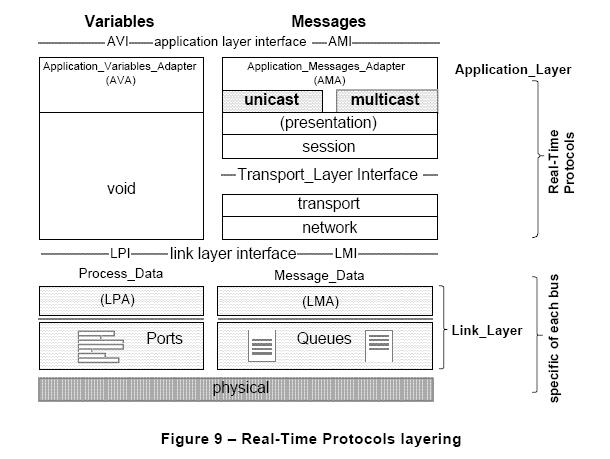 Variables Messages
AVI application layer interface AMI
Application_Variables_Adapter
(AVA)
Application_Messages_Adapter
(AMA)
Application_Layer
unicast multicast
(presentation)
session
void
Transport_Layer Interface
transport
network
Real-Time
Protocols
LPI link layer interface LMI
Process_Data Message_Data
(LPA) (LMA)
Ports Queues
Link_Layer
specific of each bus
physical
Figure 9 – Real-Time Protocols layering